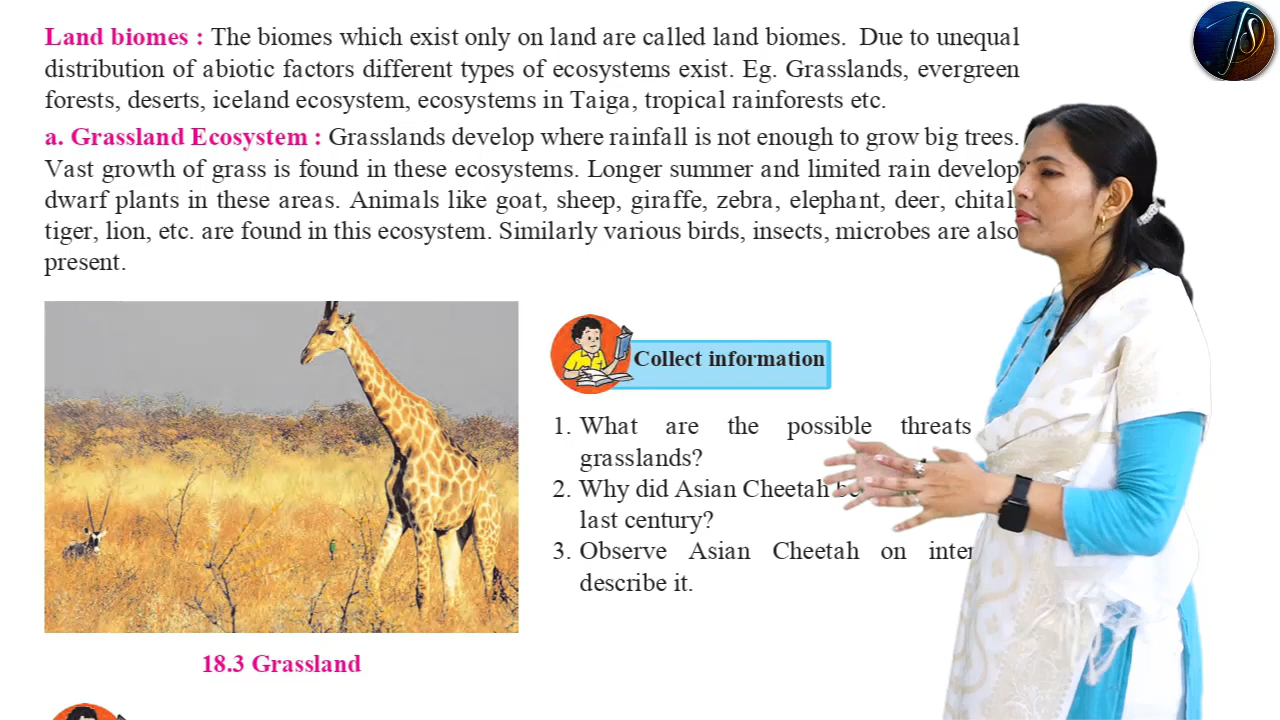 Land biomes : The biomes which exist only on land are called land biomes. Due to unequal
distribution of abiotic factors different types of ecosystems exist. Eg. Grasslands, evergreen
forests, deserts, iceland ecosystem, ecosystems in Taiga, tropical rainforests etc.
a. Grassland Ecosystem : Grasslands develop where rainfall is not enough to grow big trees.
Vast growth of grass is found in these ecosystems. Longer summer and limited rain develop
dwarf plants in these areas. Animals like goat, sheep, giraffe, zebra, elephant, deer, chital,
tiger, lion, etc. are found in this ecosystem. Similarly various birds, insects, microbes are also
present.
Collect information
1. What are the possible threats
grasslands?
2. Why did Asian Cheetah
last century?
3. Observe Asian Cheetah on
describe it.
18.3 Grassland